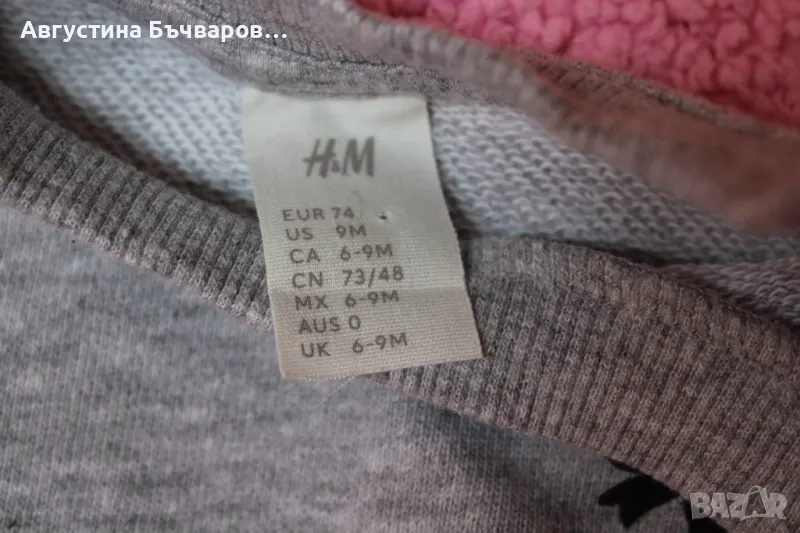 Августина Бъчваров...
H&M
EUR 74
US 9M
CA 6-9M
CN 73/48
MX 6-9M
AUS 0
UK 6-9M
BAZAR